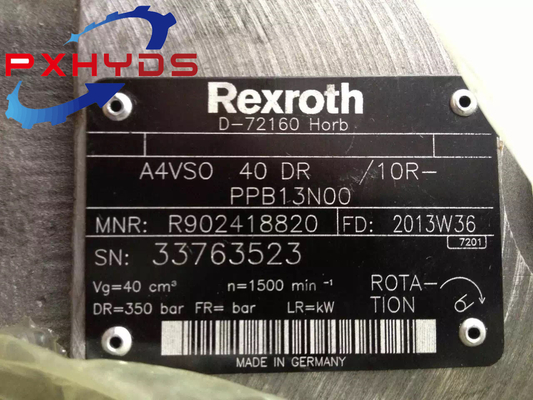 PXHYDS
Rexroth
D-72160 Horb
A4VSO 40 DR /10R-
PPB13N00
MNR: R902418820 FD: 2013W36
7201
SN: 33763523
Vg=40 cm³ n=1500 min⁻¹
DR=350 bar FR= bar LR=kW
ROTA-
TION
MADE IN GERMANY